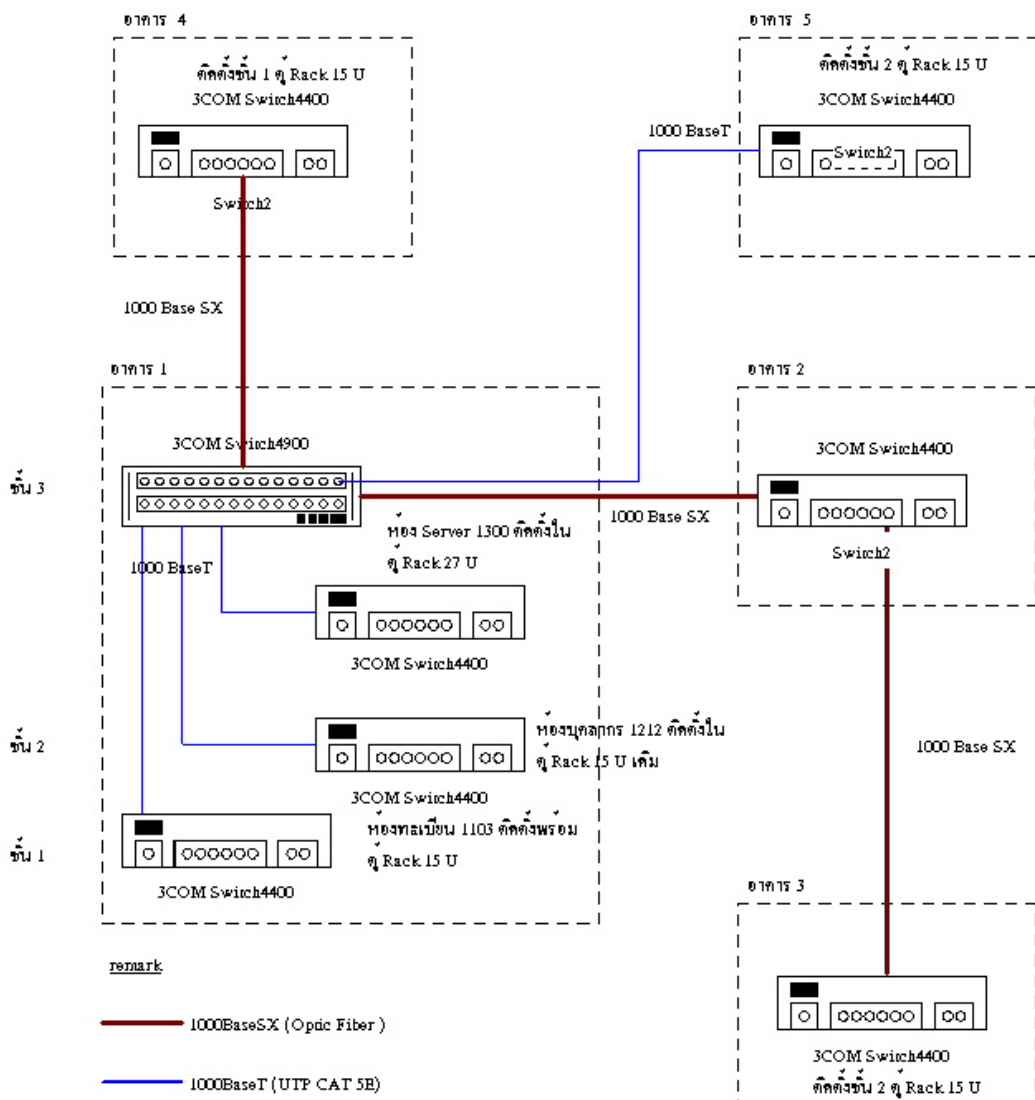 อาคาร 4
ติดตั้งชั้น 1 ตู้ Rack 15 U
3COM Switch4400
Switch2
1000 Base SX
อาคาร 5
ติดตั้งชั้น 2 ตู้ Rack 15 U
3COM Switch4400
Switch2
1000 BaseT
อาคาร 1
3COM Switch4900
ชั้น 3
ห้อง Server 1300 ติดตั้งใน
ตู้ Rack 27 U
1000 BaseT
3COM Switch4400
1000 Base SX
อาคาร 2
3COM Switch4400
Switch2
ชั้น 2
ห้องบุคลากร 1212 ติดตั้งใน
ตู้ Rack 15 U เดิม
3COM Switch4400
1000 Base SX
ชั้น 1
ห้องทะเบียน 1103 ติดตั้งพร้อม
ตู้ Rack 15 U
3COM Switch4400
อาคาร 3
3COM Switch4400
ติดตั้งชั้น 2 ตู้ Rack 15 U
remark
1000BaseSX ( Optic Fiber )
1000BaseT (UTP CAT 5E)